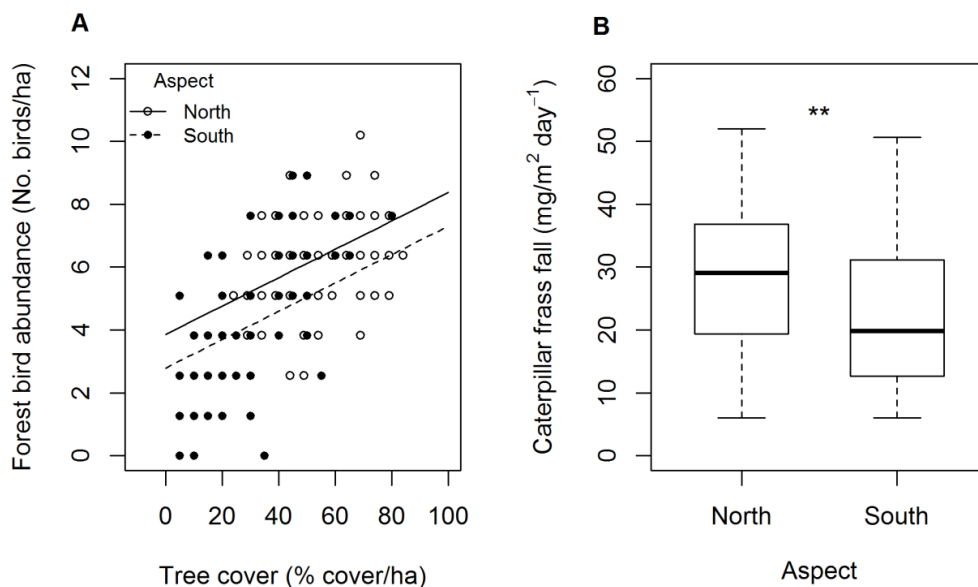 A
Forest bird abundance (No. birds/ha)
12
10
8
6
4
2
0
Aspect
North
South
0 20 40 60 80 100
Tree cover (% cover/ha)
B
Caterpillar frass fall (mg/m² day⁻¹)
60
50
40
30
20
10
0
**
North South
Aspect